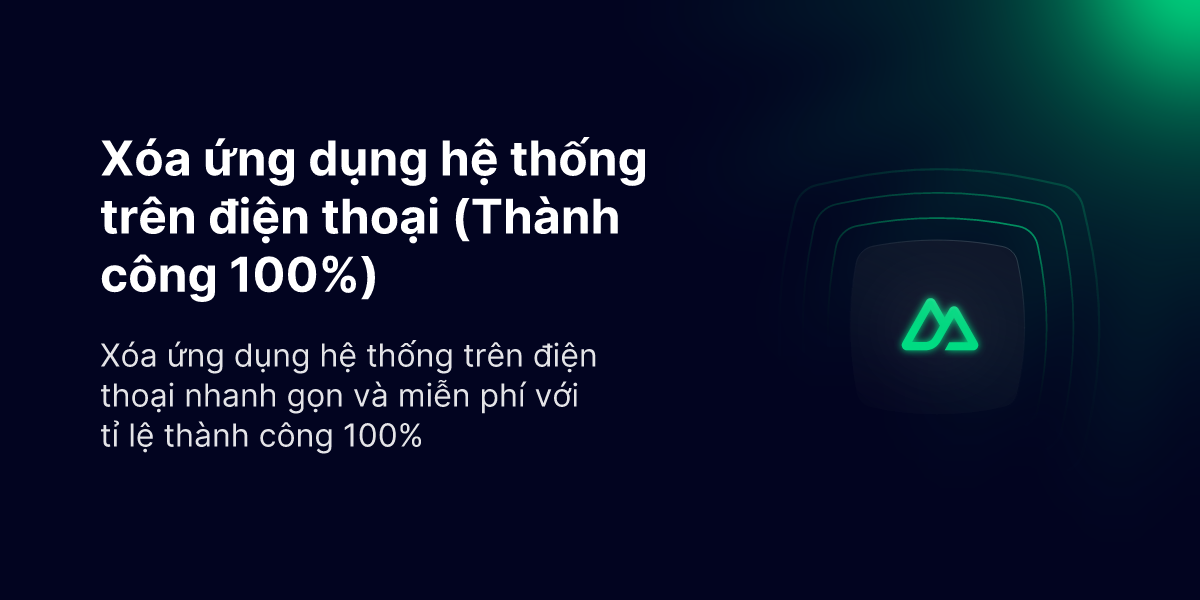 Xóa ứng dụng hệ thống
trên điện thoại (Thành
công 100%)
Xóa ứng dụng hệ thống trên điện
thoại nhanh gọn và miễn phí với
tỉ lệ thành công 100%